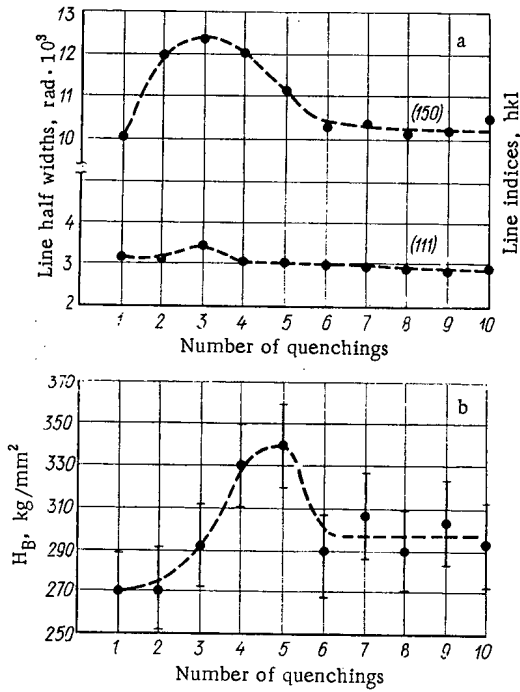 a
13
12
11
10
4
3
2
(150)
(111)
Line half widths, rad · 10³
Line indices, hkl
1 2 3 4 5 6 7 8 9 10
Number of quenchings
b
370
350
330
310
290
270
250
H_B, kg/mm²
1 2 3 4 5 6 7 8 9 10
Number of quenchings